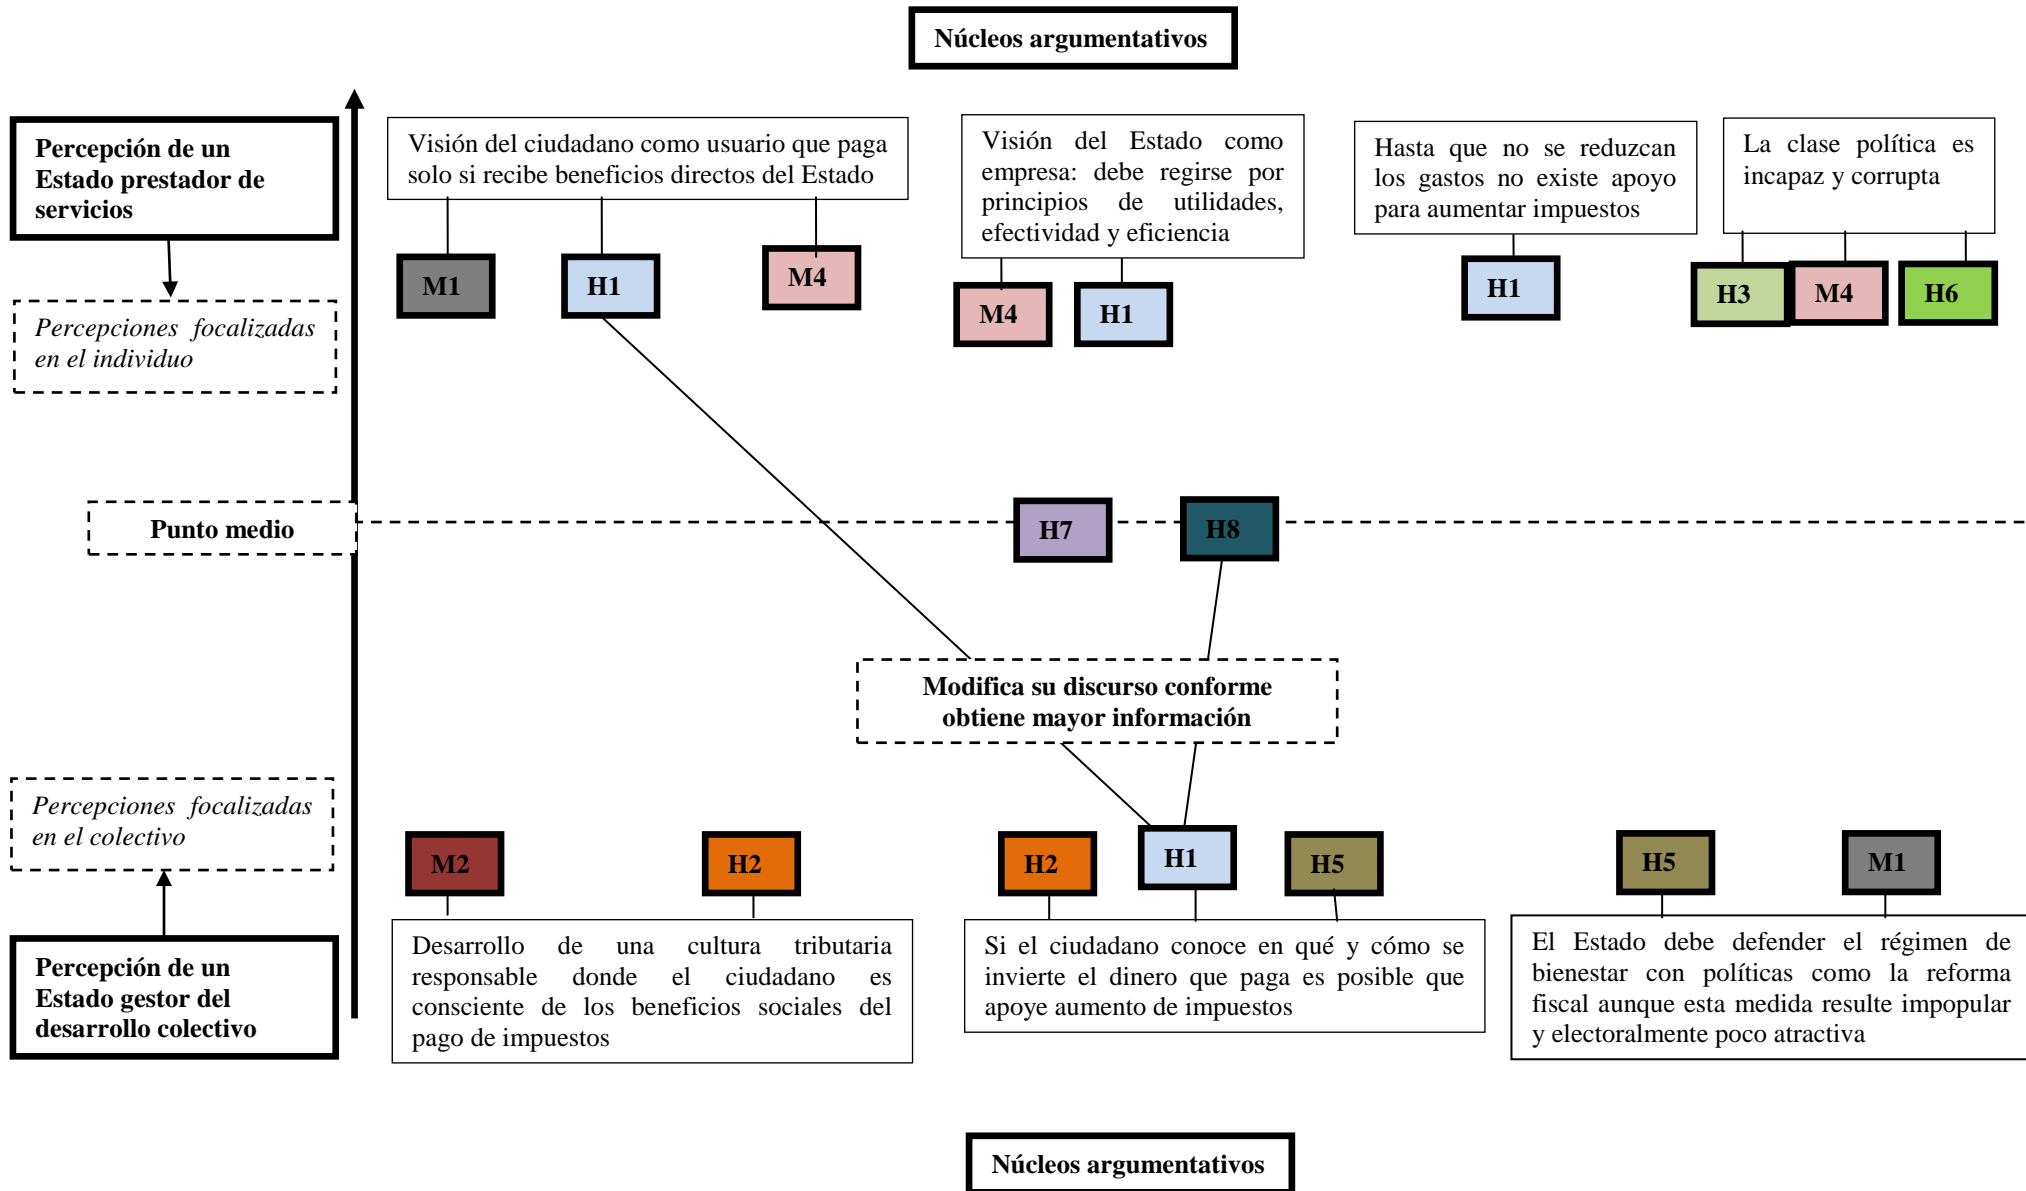 Núcleos argumentativos
Percepción de un
Estado prestador de
servicios
Visión del ciudadano como usuario que paga
solo si recibe beneficios directos del Estado
Visión del Estado como
empresa: debe regirse por
principios de utilidades,
efectividad y eficiencia
Hasta que no se reduzcan
los gastos no existe apoyo
para aumentar impuestos
La clase política es
incapaz y corrupta
M1
H1
M4
M4
H1
H1
H3
M4
H6
Percepciones focalizadas
en el individuo
Punto medio
H7
H8
Modifica su discurso conforme
obtiene mayor información
Percepciones focalizadas
en el colectivo
M2
H2
H2
H1
H5
H5
M1
Percepción de un
Estado gestor del
desarrollo colectivo
Desarrollo de una cultura tributaria
responsable donde el ciudadano es
consciente de los beneficios sociales del
pago de impuestos
Si el ciudadano conoce en qué y cómo se
invierte el dinero que paga es posible que
apoye aumento de impuestos
El Estado debe defender el régimen de
bienestar con políticas como la reforma
fiscal aunque esta medida resulte impopular
y electoralmente poco atractiva
Núcleos argumentativos